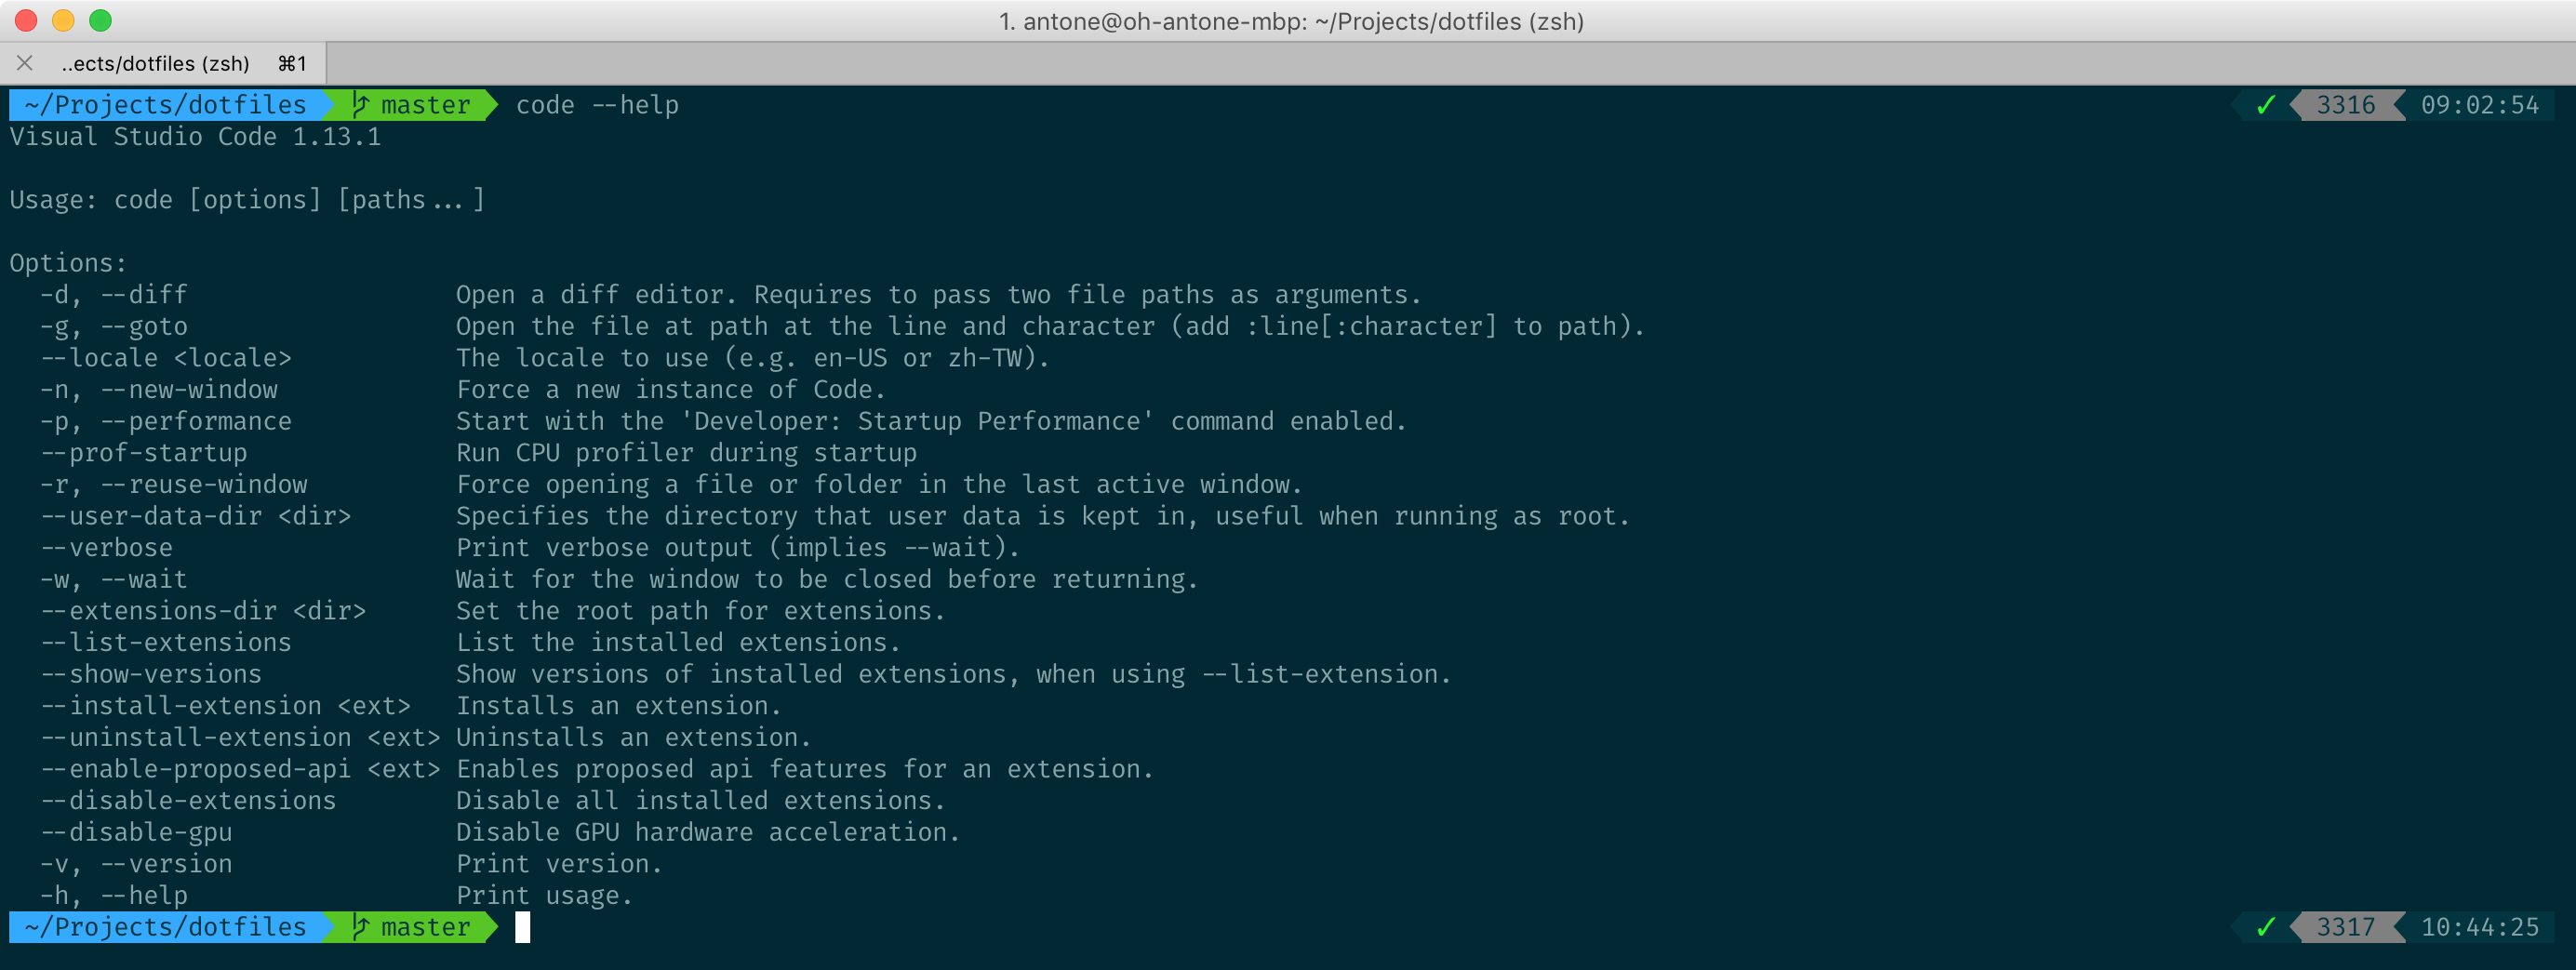 1. antone@oh-antone-mbp: ~/Projects/dotfiles (zsh)
..ects/dotfiles (zsh) ⌘1
~/Projects/dotfiles master code --help ✓ 3316 09:02:54
Visual Studio Code 1.13.1
Usage: code [options] [paths...]
Options:
-d, --diff Open a diff editor. Requires to pass two file paths as arguments.
-g, --goto Open the file at path at the line and character (add :line[:character] to path).
--locale <locale> The locale to use (e.g. en-US or zh-TW).
-n, --new-window Force a new instance of Code.
-p, --performance Start with the 'Developer: Startup Performance' command enabled.
--prof-startup Run CPU profiler during startup
-r, --reuse-window Force opening a file or folder in the last active window.
--user-data-dir <dir> Specifies the directory that user data is kept in, useful when running as root.
--verbose Print verbose output (implies --wait).
-w, --wait Wait for the window to be closed before returning.
--extensions-dir <dir> Set the root path for extensions.
--list-extensions List the installed extensions.
--show-versions Show versions of installed extensions, when using --list-extension.
--install-extension <ext> Installs an extension.
--uninstall-extension <ext> Uninstalls an extension.
--enable-proposed-api <ext> Enables proposed api features for an extension.
--disable-extensions Disable all installed extensions.
--disable-gpu Disable GPU hardware acceleration.
-v, --version Print version.
-h, --help Print usage.
~/Projects/dotfiles master ✓ 3317 10:44:25